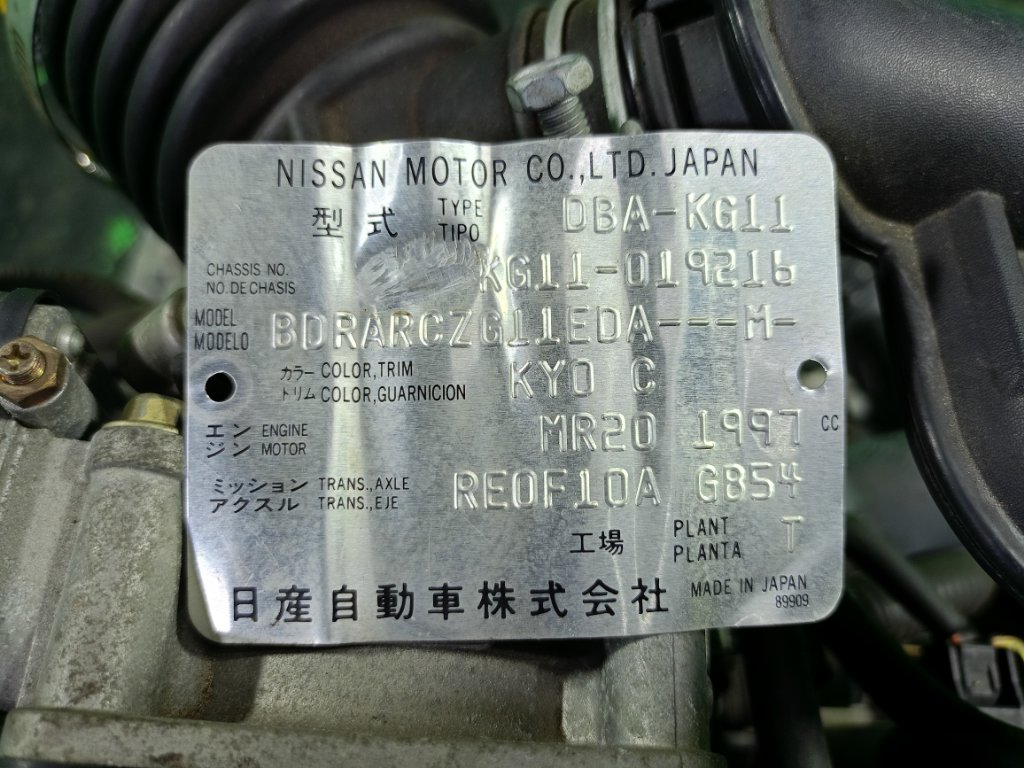 NISSAN MOTOR CO.,LTD. JAPAN
型式 TYPE TIPO DBA-KG11
CHASSIS NO. NO. DE CHASIS KG11-019216
MODEL MODELO BDRARCZG11EDA---M-
カラー COLOR,TRIM トリム COLOR,GUARNICION KY0 C
エンジン ENGINE MOTOR MR20 1997 CC
ミッション TRANS.,AXLE アクスル TRANS.,EJE RE0F10A GB54
工場 PLANT PLANTA T
日産自動車株式会社 MADE IN JAPAN
89909